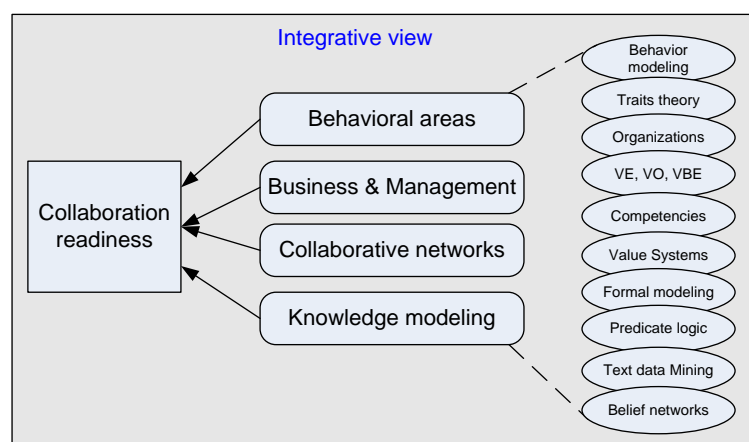 Integrative view
Collaboration
readiness
Behavioral areas
Business & Management
Collaborative networks
Knowledge modeling
Behavior
modeling
Traits theory
Organizations
VE, VO, VBE
Competencies
Value Systems
Formal modeling
Predicate logic
Text data Mining
Belief networks